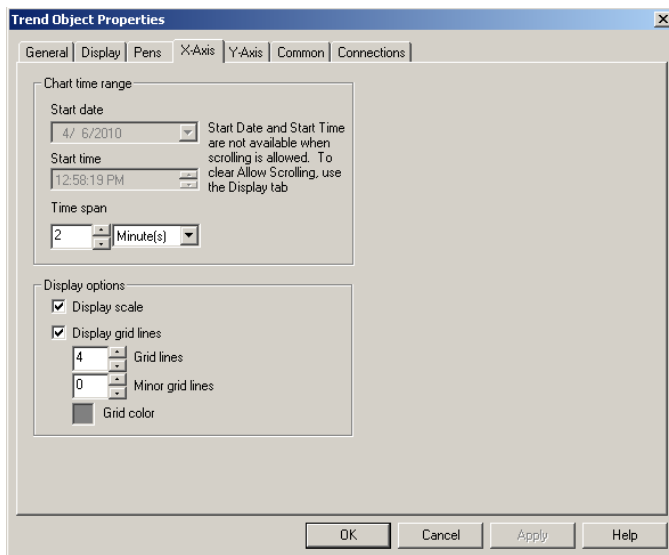 Trend Object Properties
General Display Pens X-Axis Y-Axis Common Connections
Chart time range
Start date
4/ 6/2010
Start time
12:58:19 PM
Start Date and Start Time
are not available when
scrolling is allowed. To
clear Allow Scrolling, use
the Display tab
Time span
2 Minute(s)
Display options
Display scale
Display grid lines
4 Grid lines
0 Minor grid lines
Grid color
OK Cancel Apply Help